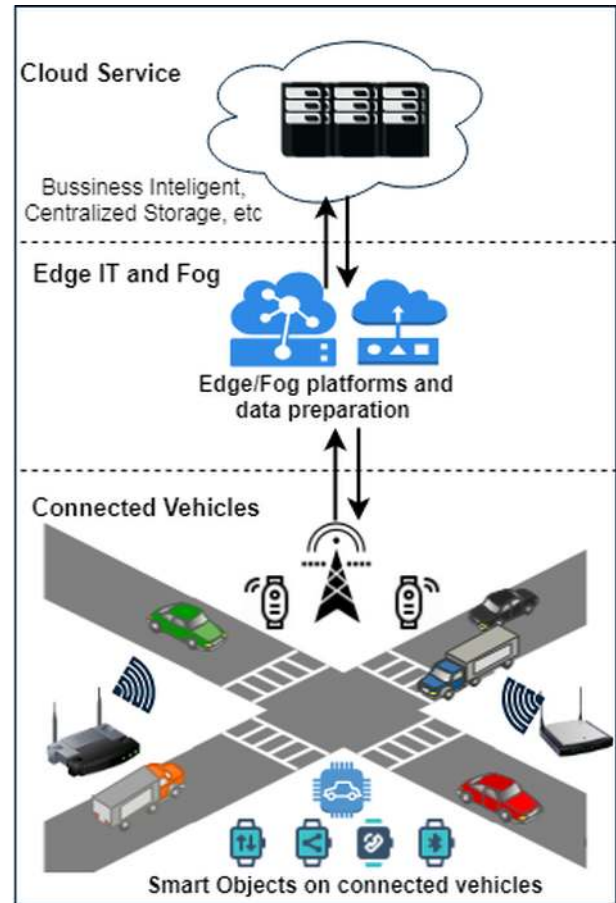 Cloud Service
Bussiness Inteligent,
Centralized Storage, etc
Edge IT and Fog
Edge/Fog platforms and
data preparation
Connected Vehicles
Smart Objects on connected vehicles